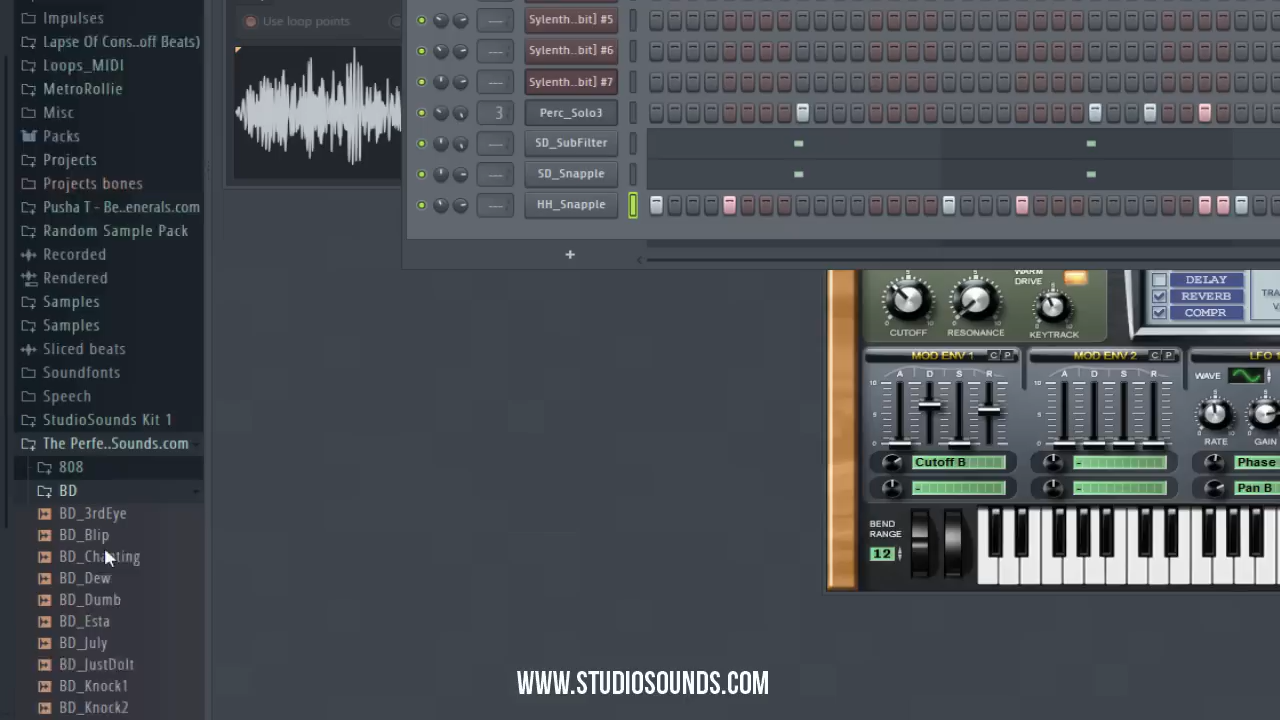 Impulses
Lapse Of Cons..off Beats)
Loops_MIDI
MetroRollie
Misc
Packs
Projects
Projects bones
Pusha T - Be..enerals.com
Random Sample Pack
Recorded
Rendered
Samples
Samples
Sliced beats
Soundfonts
Speech
StudioSounds Kit 1
The Perfe..Sounds.com
808
BD
BD_3rdEye
BD_Blip
BD_Chanting
BD_Dew
BD_Dumb
BD_Esta
BD_July
BD_JustDoIt
BD_Knock1
BD_Knock2
Use loop points
Sylenth..bit] #5
Sylenth..bit] #6
Sylenth..bit] #7
3 Perc_Solo3
SD_SubFilter
SD_Snapple
HH_Snapple
+
WARM
DRIVE
CUTOFF RESONANCE KEYTRACK
DELAY
REVERB
COMPR
MOD ENV 1 C P
A D S R
10
5
0
Cutoff B
-
MOD ENV 2 C P
A D S R
-
-
WAVE
RATE GAIN
Phase
Pan B
BEND
RANGE
12
WWW.STUDIOSOUNDS.COM